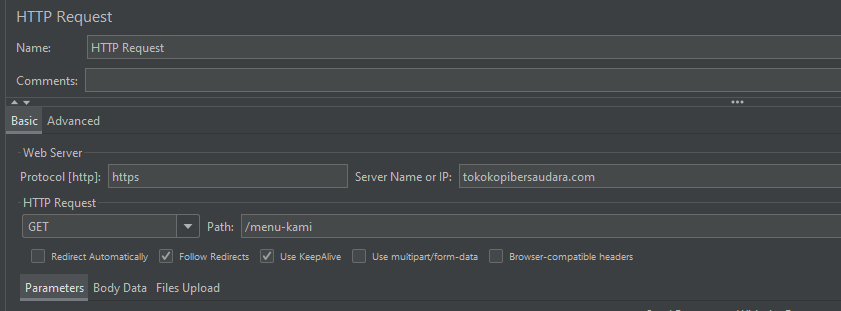 HTTP Request
Name: HTTP Request
Comments:
Basic Advanced
Web Server
Protocol [http]: https Server Name or IP: tokokopibersaudara.com
HTTP Request
GET Path: /menu-kami
Redirect Automatically Follow Redirects Use KeepAlive Use multipart/form-data Browser-compatible headers
Parameters Body Data Files Upload